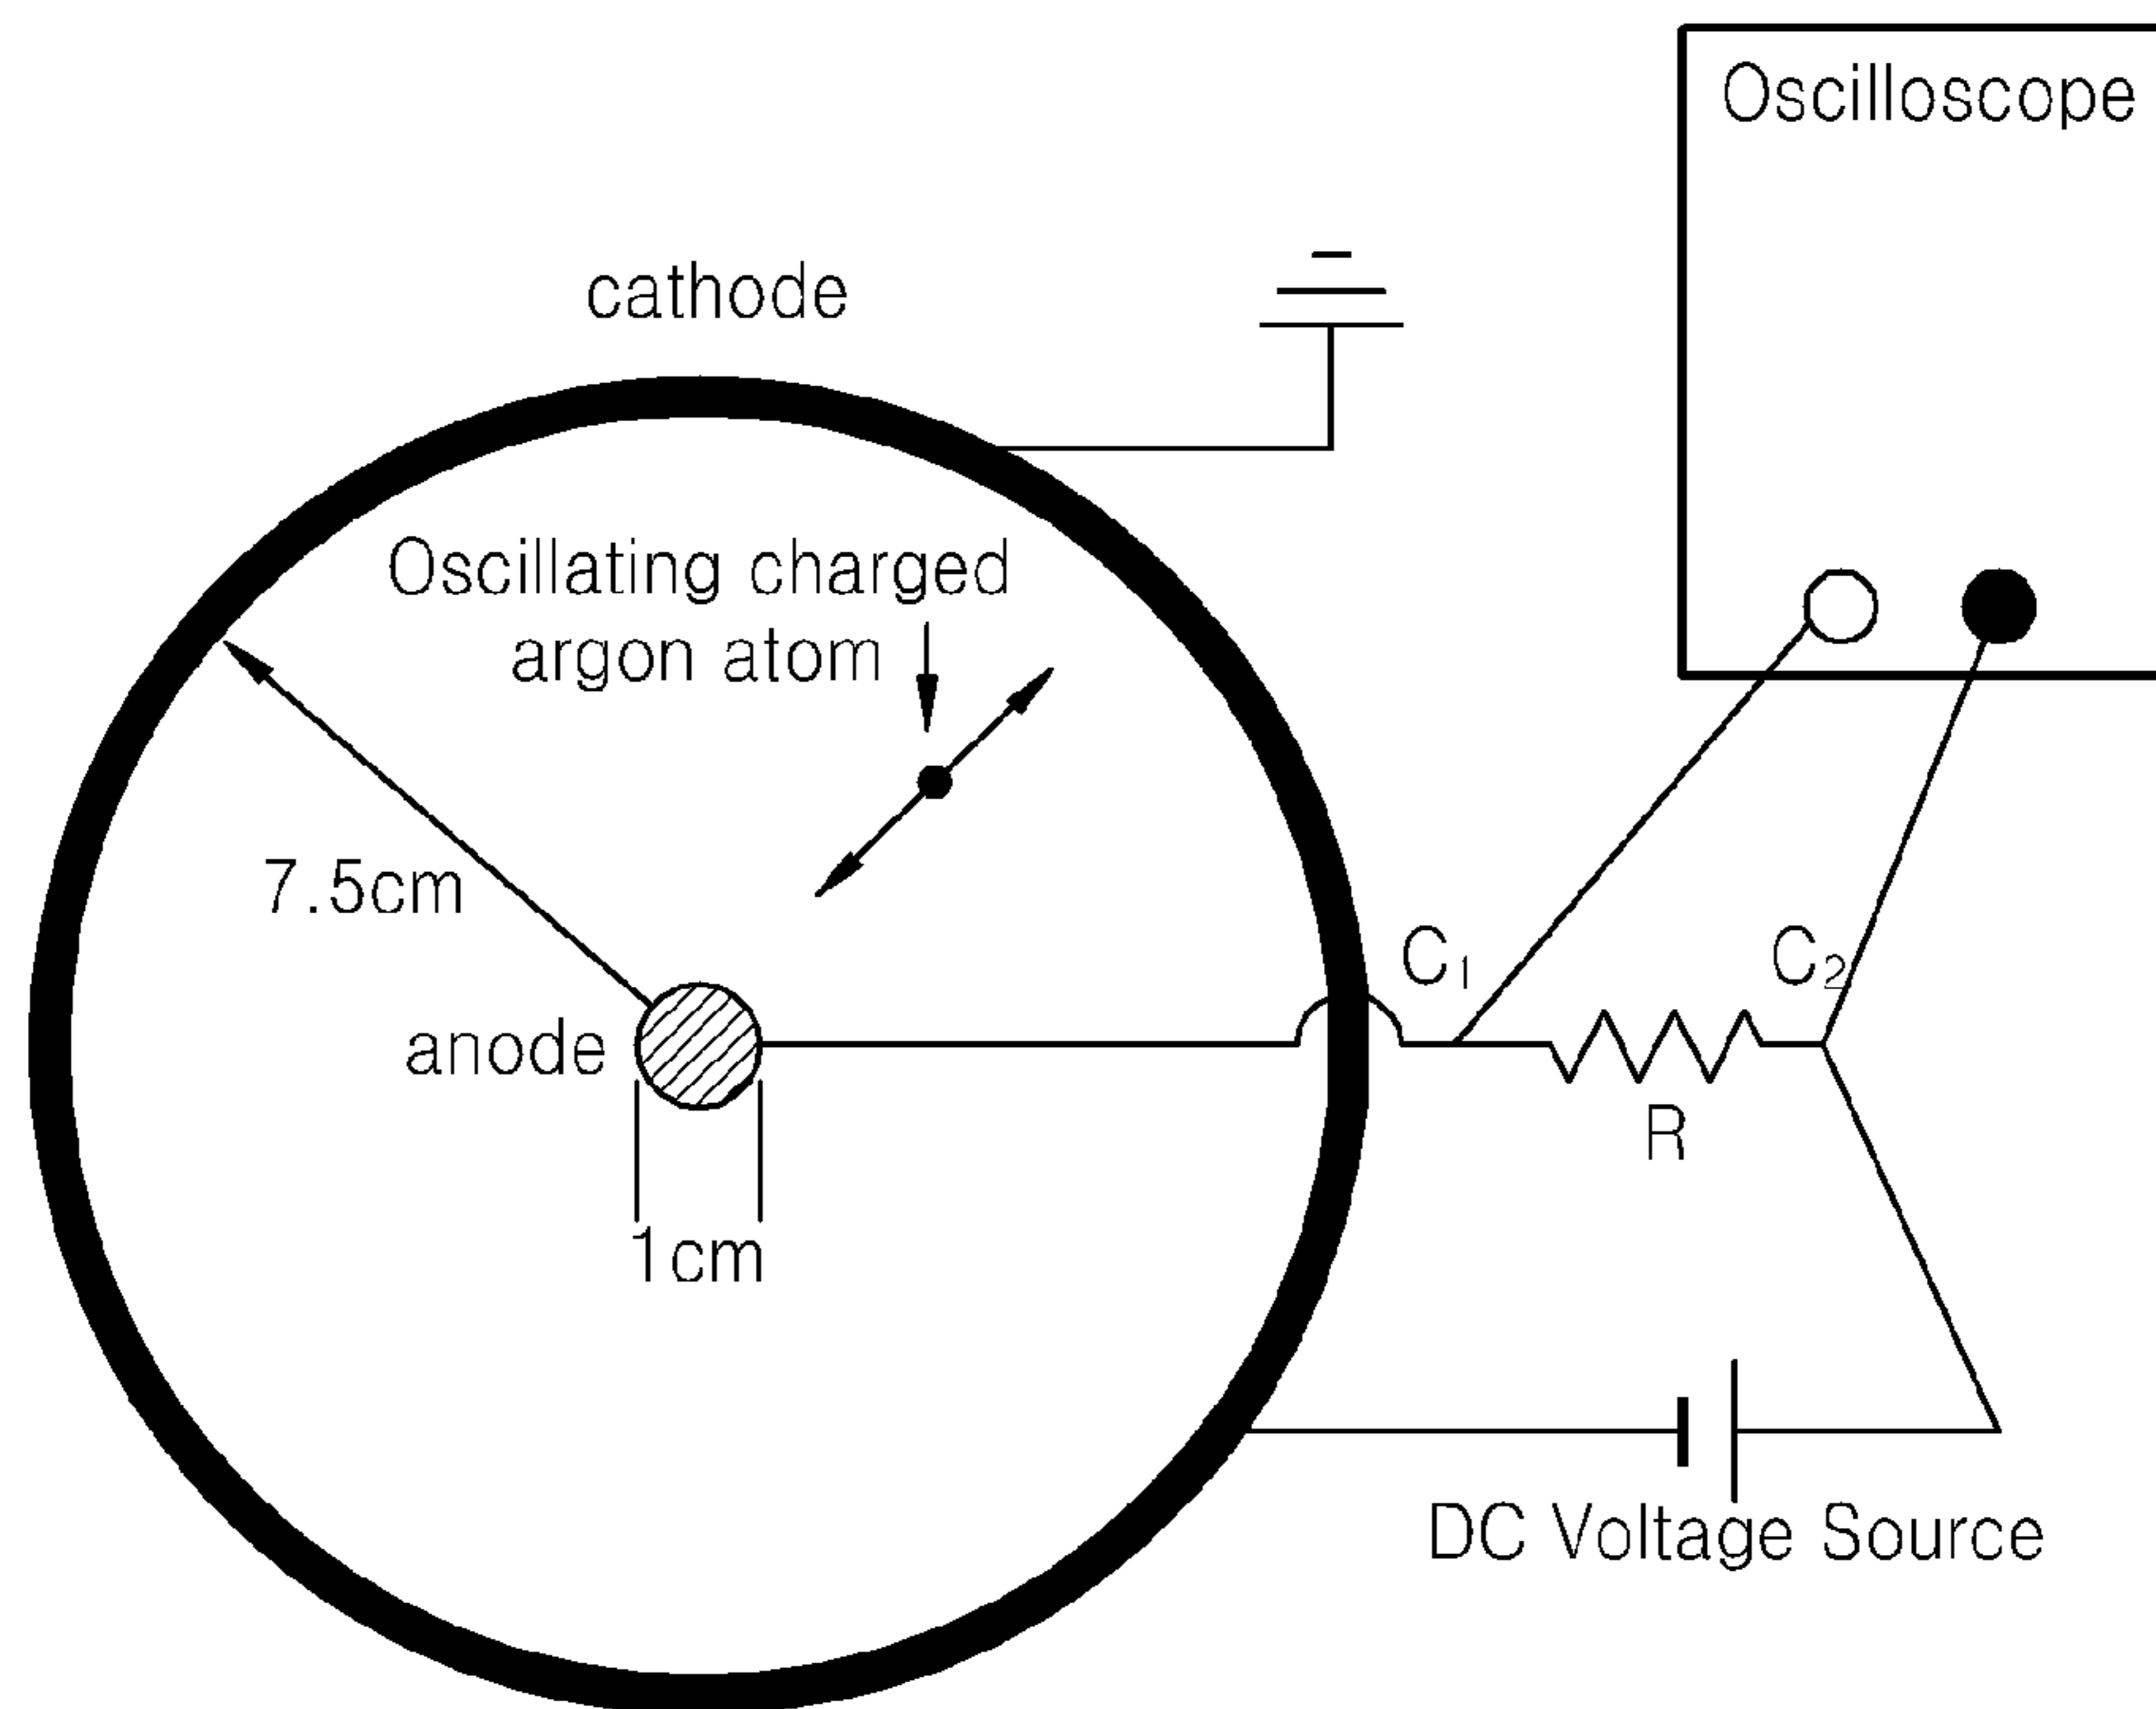 Oscilloscope
cathode
Oscillating charged
argon atom
7.5cm
C₁
C₂
anode
R
1cm
DC Voltage Source